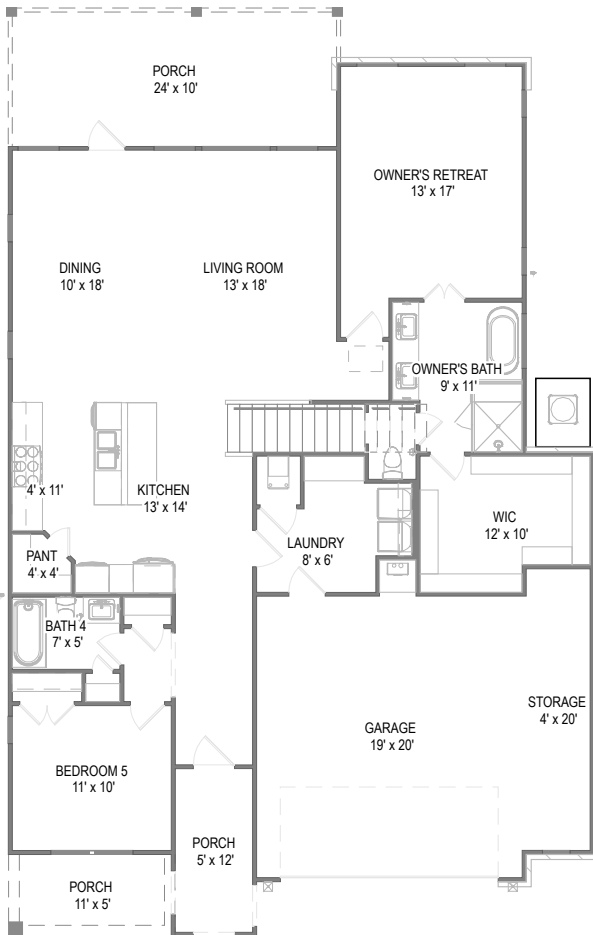 PORCH
24' x 10'
OWNER'S RETREAT
13' x 17'
DINING
10' x 18'
LIVING ROOM
13' x 18'
OWNER'S BATH
9' x 11'
4' x 11'
KITCHEN
13' x 14'
WIC
12' x 10'
LAUNDRY
8' x 6'
PANT
4' x 4'
BATH 4
7' x 5'
STORAGE
4' x 20'
GARAGE
19' x 20'
BEDROOM 5
11' x 10'
PORCH
5' x 12'
PORCH
11' x 5'